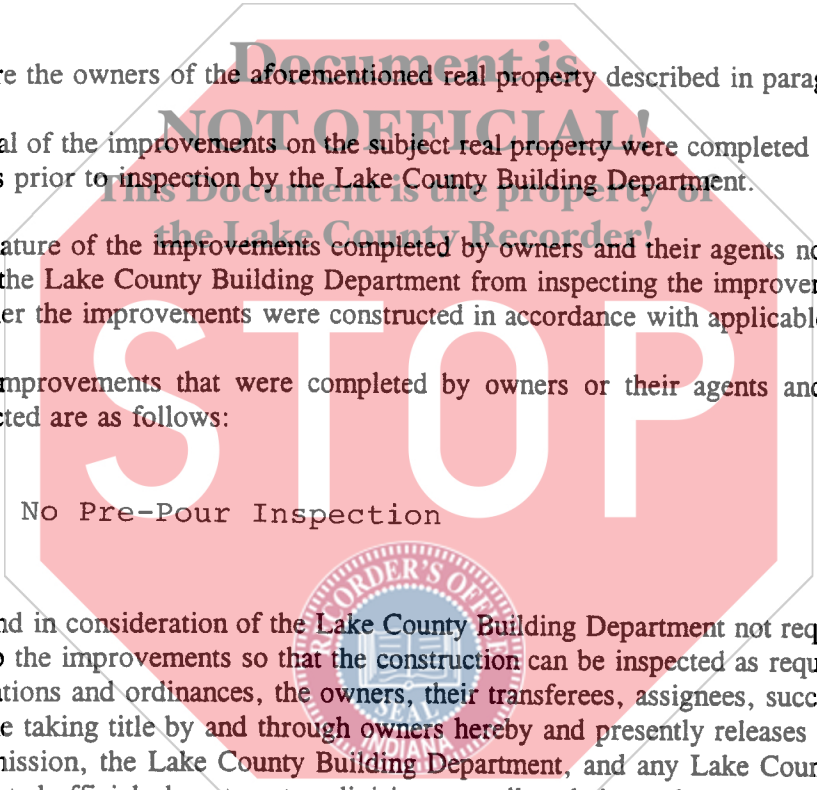 Document is
re the owners of the aforementioned real property described in parag
NOT OFFICIAL!
al of the improvements on the subject real property were completed
s prior to inspection by the Lake County Building Department.
This Document is the property of
the Lake County Recorder!
ature of the improvements completed by owners and their agents no
the Lake County Building Department from inspecting the improver
er the improvements were constructed in accordance with applicable
STOP
mprovements that were completed by owners or their agents and
cted are as follows:
No Pre-Pour Inspection
RECORDER'S OFFICE
nd in consideration of the Lake County Building Department not req
o the improvements so that the construction can be inspected as requ
ations and ordinances, the owners, their transferees, assignees, succ
SEAL
e taking title by and through owners hereby and presently releases
INDIANA
nission, the Lake County Building Department, and any Lake Cour